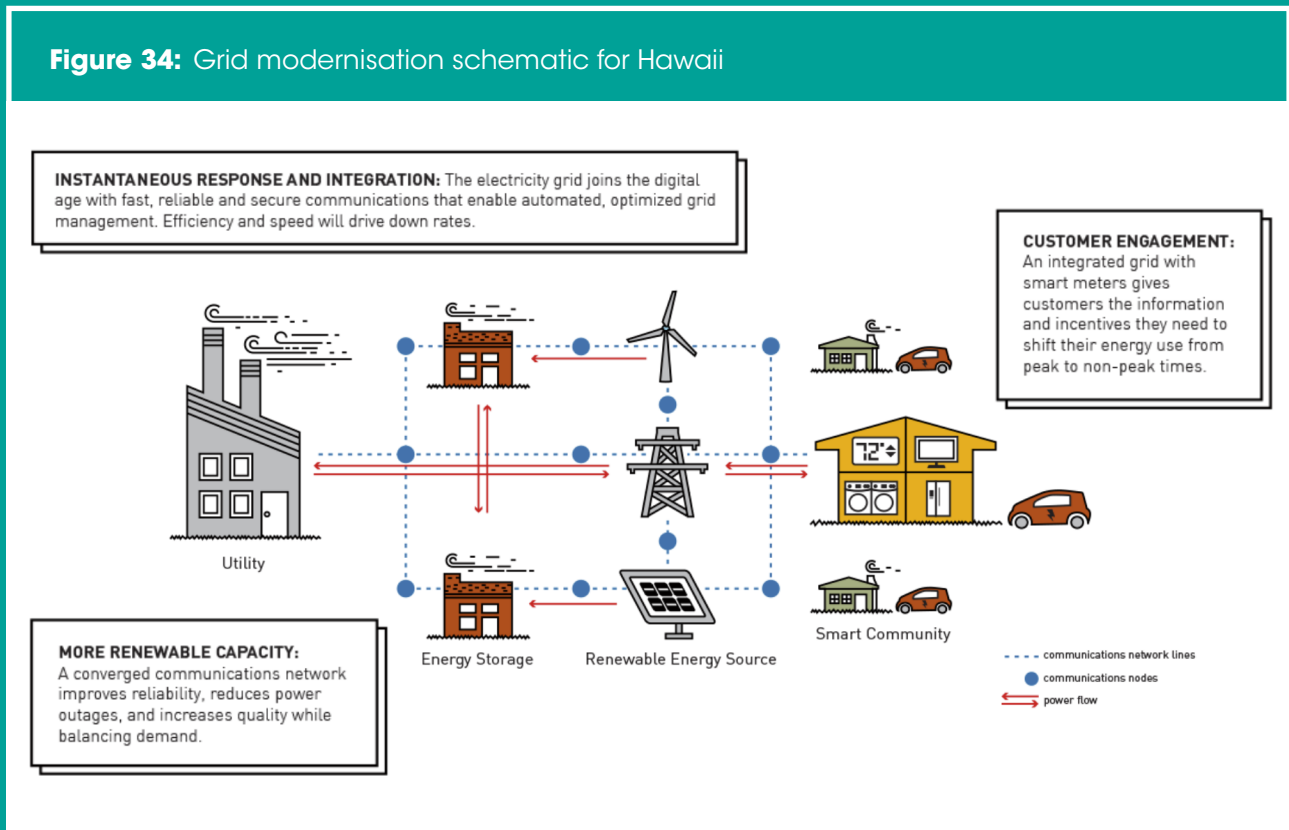 Figure 34: Grid modernisation schematic for Hawaii
INSTANTANEOUS RESPONSE AND INTEGRATION: The electricity grid joins the digital
age with fast, reliable and secure communications that enable automated, optimized grid
management. Efficiency and speed will drive down rates.
CUSTOMER ENGAGEMENT:
An integrated grid with
smart meters gives
customers the information
and incentives they need to
shift their energy use from
peak to non-peak times.
72°
Utility
MORE RENEWABLE CAPACITY:
A converged communications network
improves reliability, reduces power
outages, and increases quality while
balancing demand.
Energy Storage
Renewable Energy Source
Smart Community
communications network lines
communications nodes
power flow